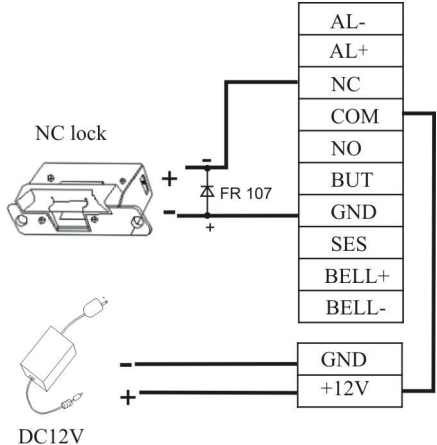 AL-
AL+
NC
COM
NO
BUT
GND
SES
BELL+
BELL-
NC lock
+
-
-
FR 107
+
-
+
GND
+12V
DC12V